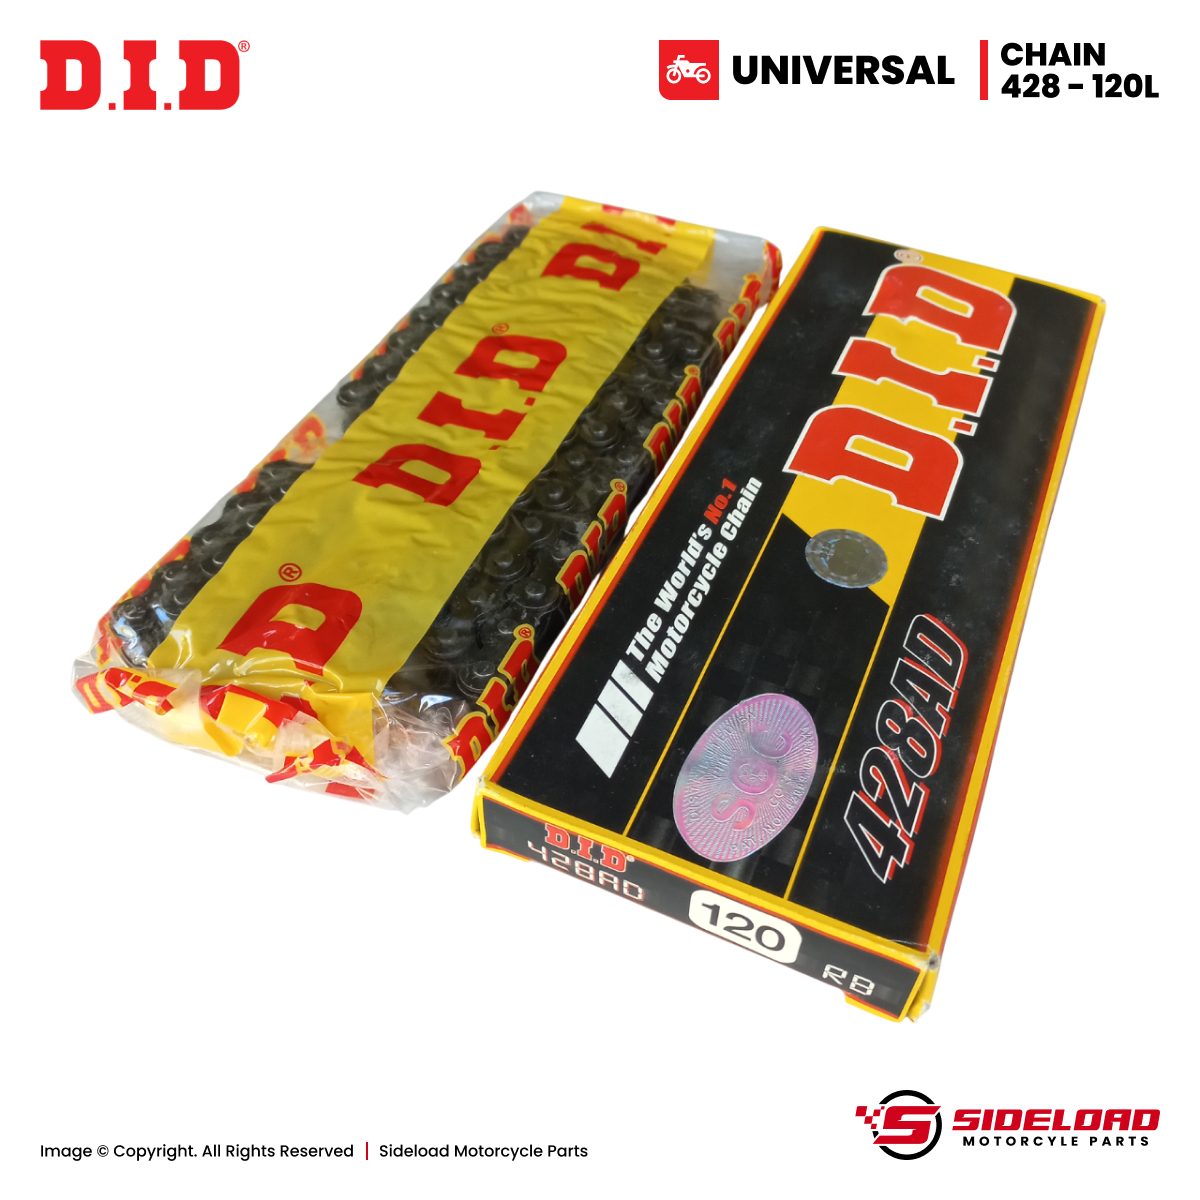 D.I.D®
UNIVERSAL
CHAIN
428 - 120L
D.I.D
D.I.D®
D®
D.I.D®
D.I.D®
D.I.D®
D.I.D®
The World's No.1
Motorcycle Chain
428AD
SCC
D.I.D®
428AD
120
RB
Image © Copyright. All Rights Reserved | Sideload Motorcycle Parts
SIDELOAD
MOTORCYLE PARTS